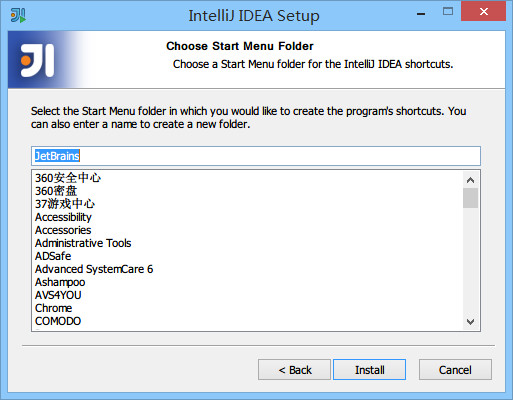 IntelliJ IDEA Setup
Choose Start Menu Folder
Choose a Start Menu folder for the IntelliJ IDEA shortcuts.
Select the Start Menu folder in which you would like to create the program's shortcuts. You
can also enter a name to create a new folder.
JetBrains
360安全中心
360密盘
37游戏中心
Accessibility
Accessories
Administrative Tools
ADSafe
Advanced SystemCare 6
Ashampoo
AVS4YOU
Chrome
COMODO
< Back
Install
Cancel